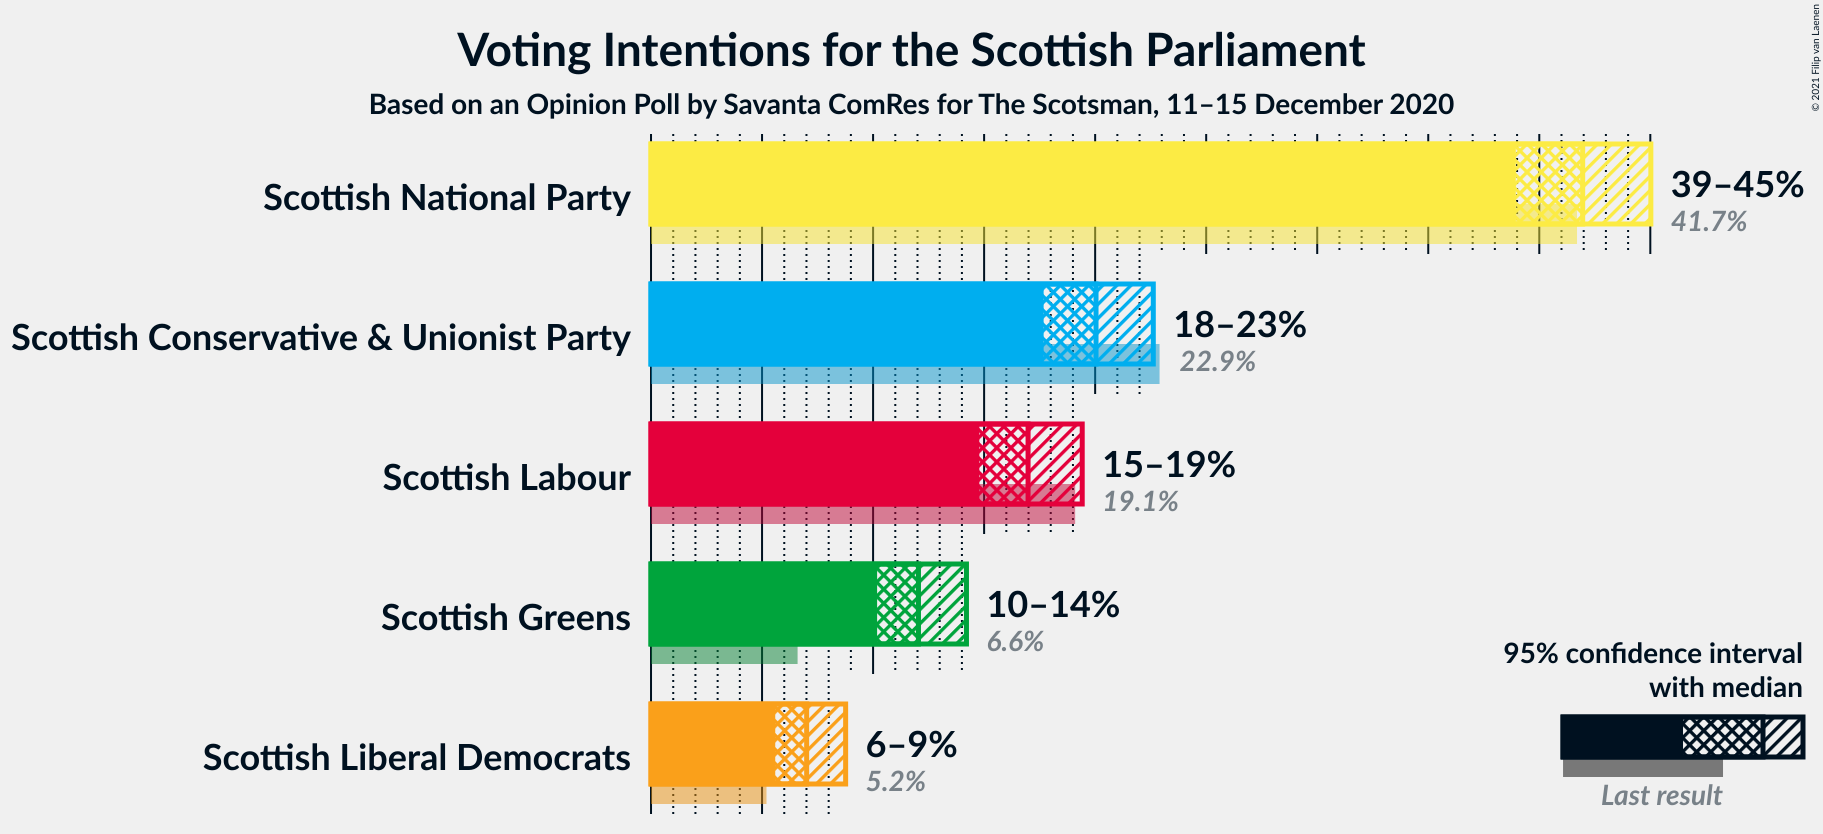 Voting Intentions for the Scottish Parliament
Based on an Opinion Poll by Savanta ComRes for The Scotsman, 11–15 December 2020
© 2021 Filip van Laenen
Scottish National Party
39–45%
41.7%
Scottish Conservative & Unionist Party
18–23%
22.9%
Scottish Labour
15–19%
19.1%
Scottish Greens
10–14%
6.6%
Scottish Liberal Democrats
6–9%
5.2%
95% confidence interval
with median
Last result